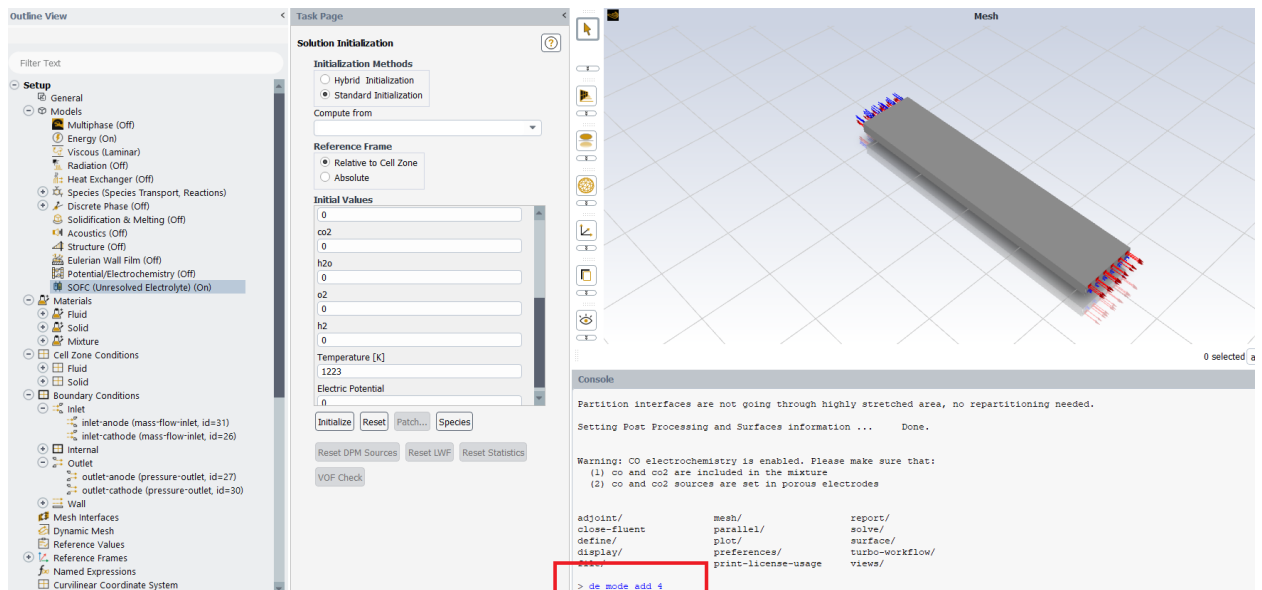 Outline View
Filter Text
Setup
General
Models
Multiphase (Off)
Energy (On)
Viscous (Laminar)
Radiation (Off)
Heat Exchanger (Off)
Species (Species Transport, Reactions)
Discrete Phase (Off)
Solidification & Melting (Off)
Acoustics (Off)
Structure (Off)
Eulerian Wall Film (Off)
Potential/Electrochemistry (Off)
SOFC (Unresolved Electrolyte) (On)
Materials
Fluid
Solid
Mixture
Cell Zone Conditions
Fluid
Solid
Boundary Conditions
Inlet
inlet-anode (mass-flow-inlet, id=31)
inlet-cathode (mass-flow-inlet, id=26)
Internal
Outlet
outlet-anode (pressure-outlet, id=27)
outlet-cathode (pressure-outlet, id=30)
Wall
Mesh Interfaces
Dynamic Mesh
Reference Values
Reference Frames
Named Expressions
Curvilinear Coordinate System
Task Page
Solution Initialization
Initialization Methods
Hybrid Initialization
Standard Initialization
Compute from
Reference Frame
Relative to Cell Zone
Absolute
Initial Values
0
co2
0
h2o
0
o2
0
h2
0
Temperature [K]
1223
Electric Potential
0
Initialize Reset Patch... Species
Reset DPM Sources Reset LWF Reset Statistics
VOF Check
Mesh
0 selected
Console
Partition interfaces are not going through highly stretched area, no repartitioning needed.
Setting Post Processing and Surfaces information ... Done.
Warning: CO electrochemistry is enabled. Please make sure that:
(1) co and co2 are included in the mixture
(2) co and co2 sources are set in porous electrodes
adjoint/ mesh/ report/
close-fluent parallel/ solve/
define/ plot/ surface/
display/ preferences/ turbo-workflow/
file/ print-license-usage views/
> de mode add 4